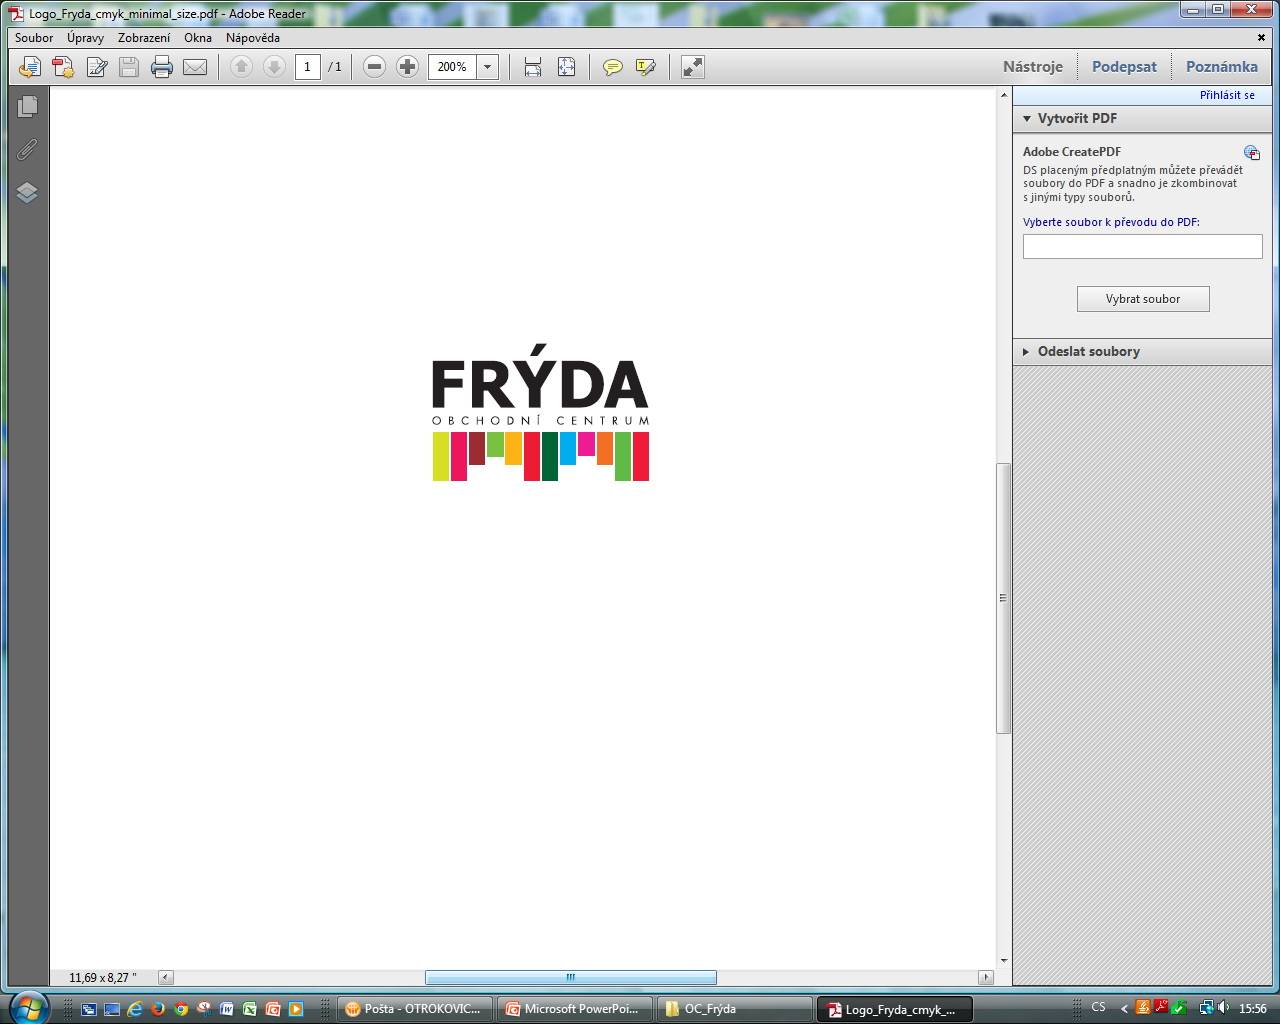 Logo_Fryda_cmyk_minimal_size.pdf - Adobe Reader
Soubor Úpravy Zobrazení Okna Nápověda
1 / 1 200% Nástroje Podepsat Poznámka
Přihlásit se
Vytvořit PDF
Adobe CreatePDF
DS placeným předplatným můžete převádět
soubory do PDF a snadno je zkombinovat
s jinými typy souborů.
Vyberte soubor k převodu do PDF:
Vybrat soubor
Odeslat soubory
FRÝDA
OBCHODNÍ CENTRUM
11,69 x 8,27 "
Pošta - OTROKOVIC... Microsoft PowerPoi... OC_Frýda Logo_Fryda_cmyk_... CS 15:56